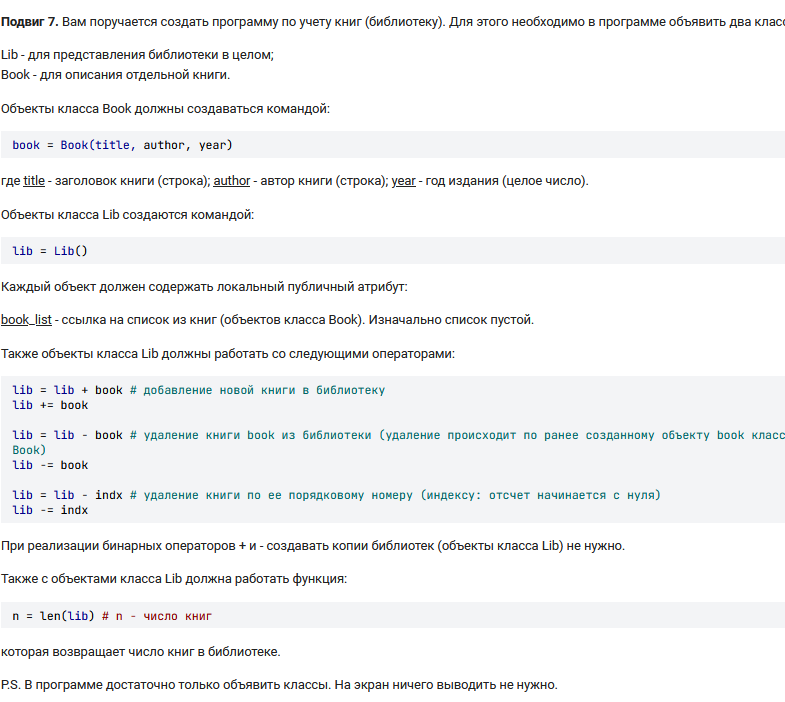 Подвиг 7. Вам поручается создать программу по учету книг (библиотеку). Для этого необходимо в программе объявить два
Lib - для представления библиотеки в целом;
Book - для описания отдельной книги.
Объекты класса Book должны создаваться командой:
book = Book(title, author, year)
где title - заголовок книги (строка); author - автор книги (строка); year - год издания (целое число).
Объекты класса Lib создаются командой:
lib = Lib()
Каждый объект должен содержать локальный публичный атрибут:
book_list - ссылка на список из книг (объектов класса Book). Изначально список пустой.
Также объекты класса Lib должны работать со следующими операторами:
lib = lib + book # добавление новой книги в библиотеку
lib += book
lib = lib - book # удаление книги book из библиотеки (удаление происходит по ранее созданному объекту book
Book)
lib -= book
lib = lib - indx # удаление книги по ее порядковому номеру (индексу: отсчет начинается с нуля)
lib -= indx
При реализации бинарных операторов + и - создавать копии библиотек (объекты класса Lib) не нужно.
Также с объектами класса Lib должна работать функция:
n = len(lib) # n - число книг
которая возвращает число книг в библиотеке.
P.S. В программе достаточно только объявить классы. На экран ничего выводить не нужно.